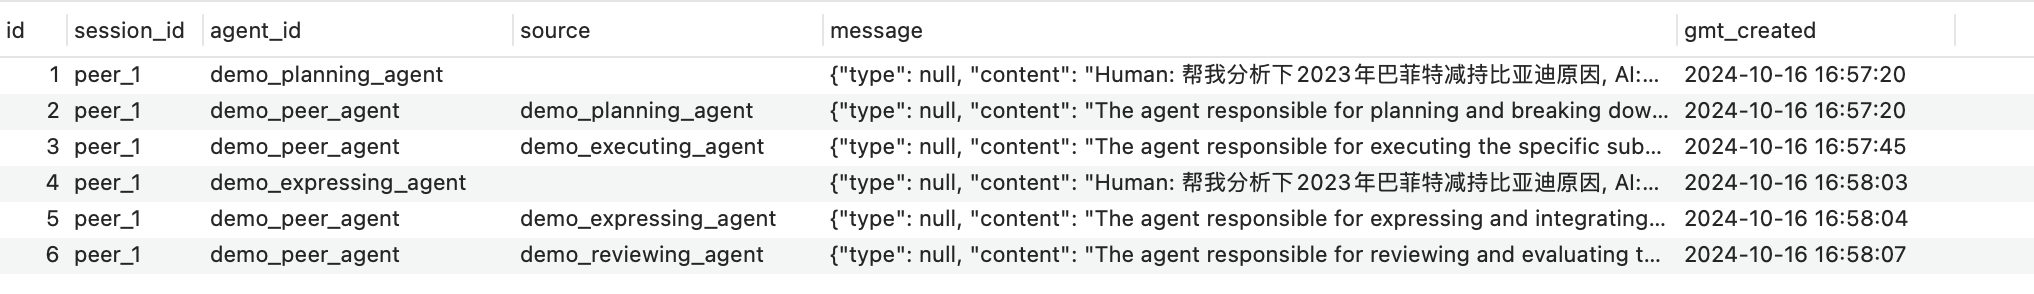 id session_id agent_id source message gmt_created
1 peer_1 demo_planning_agent {"type": null, "content": "Human: 帮我分析下2023年巴菲特减持比亚迪原因, AI:... 2024-10-16 16:57:20
2 peer_1 demo_peer_agent demo_planning_agent {"type": null, "content": "The agent responsible for planning and breaking dow... 2024-10-16 16:57:20
3 peer_1 demo_peer_agent demo_executing_agent {"type": null, "content": "The agent responsible for executing the specific sub... 2024-10-16 16:57:45
4 peer_1 demo_expressing_agent {"type": null, "content": "Human: 帮我分析下2023年巴菲特减持比亚迪原因, AI:... 2024-10-16 16:58:03
5 peer_1 demo_peer_agent demo_expressing_agent {"type": null, "content": "The agent responsible for expressing and integrating... 2024-10-16 16:58:04
6 peer_1 demo_peer_agent demo_reviewing_agent {"type": null, "content": "The agent responsible for reviewing and evaluating t... 2024-10-16 16:58:07